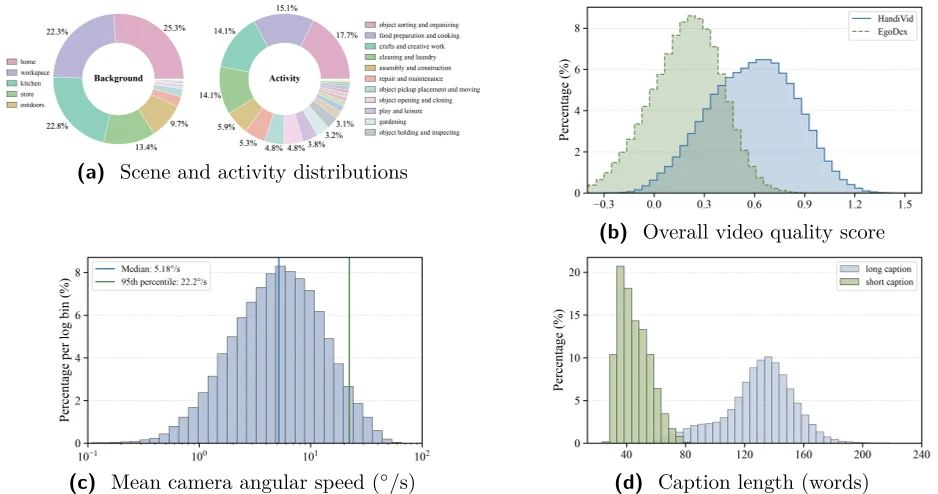 22.3%
25.3%
22.8%
13.4%
9.7%
Background
home
workspace
kitchen
store
outdoors
15.1%
14.1%
17.7%
14.1%
5.9%
5.3%
4.8%
4.8%
3.8%
3.2%
3.1%
Activity
object sorting and organizing
food preparation and cooking
crafts and creative work
cleaning and laundry
assembly and construction
repair and maintenance
object pickup placement and moving
object opening and closing
play and leisure
gardening
object holding and inspecting
(a) Scene and activity distributions
Percentage (%)
8
6
4
2
0
HandiVid
EgoDex
−0.3 0.0 0.3 0.6 0.9 1.2 1.5
(b) Overall video quality score
Percentage per log bin (%)
8
6
4
2
0
Median: 5.18°/s
95th percentile: 22.2°/s
10⁻¹ 10⁰ 10¹ 10²
(c) Mean camera angular speed (°/s)
Percentage (%)
20
15
10
5
0
long caption
short caption
40 80 120 160 200 240
(d) Caption length (words)